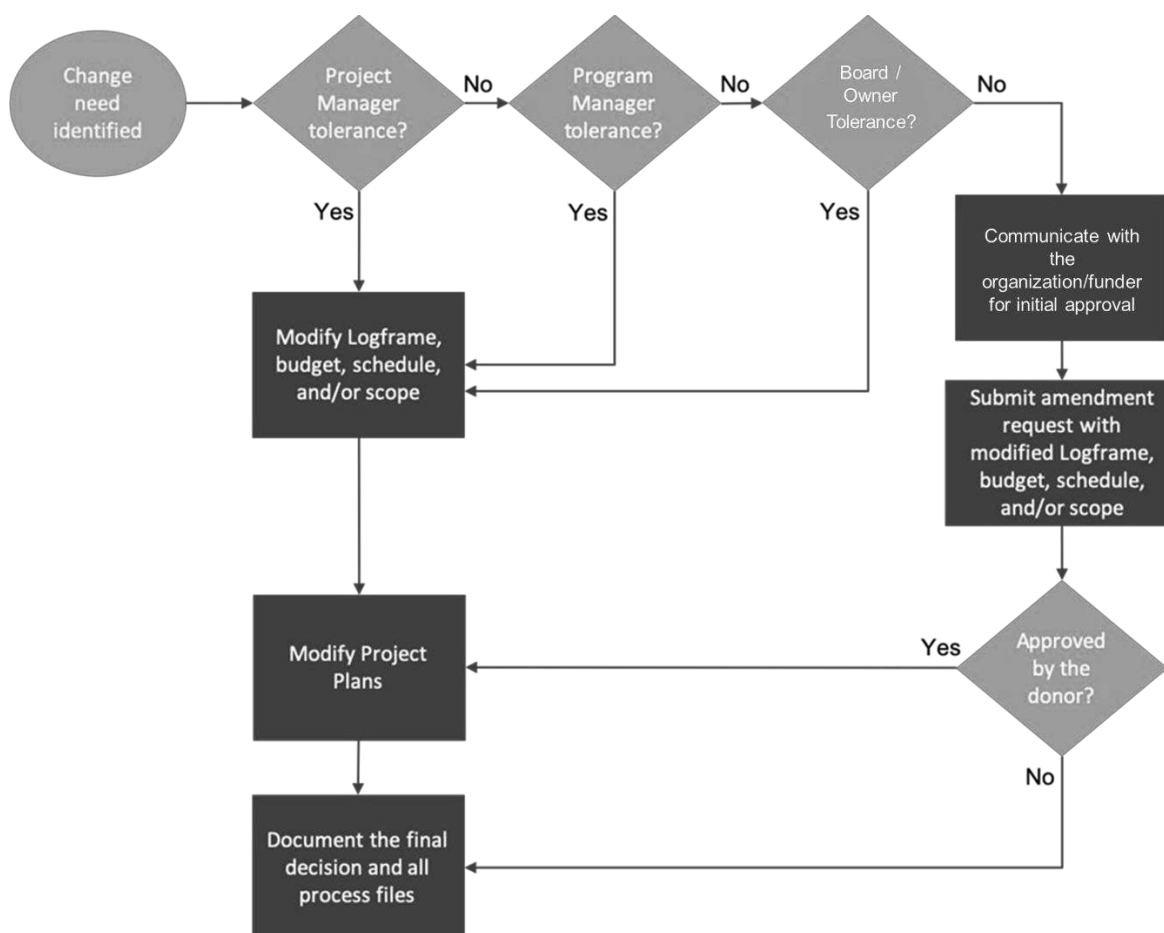 Change
need
identified
Project
Manager
tolerance?
No
Program
Manager
tolerance?
No
Board /
Owner
Tolerance?
No
Yes
Yes
Yes
Communicate with
the
organization/funder
for initial approval
Modify Logframe,
budget, schedule,
and/or scope
Submit amendment
request with
modified Logframe,
budget, schedule,
and/or scope
Modify Project
Plans
Yes
Approved
by the
donor?
No
Document the final
decision and all
process files